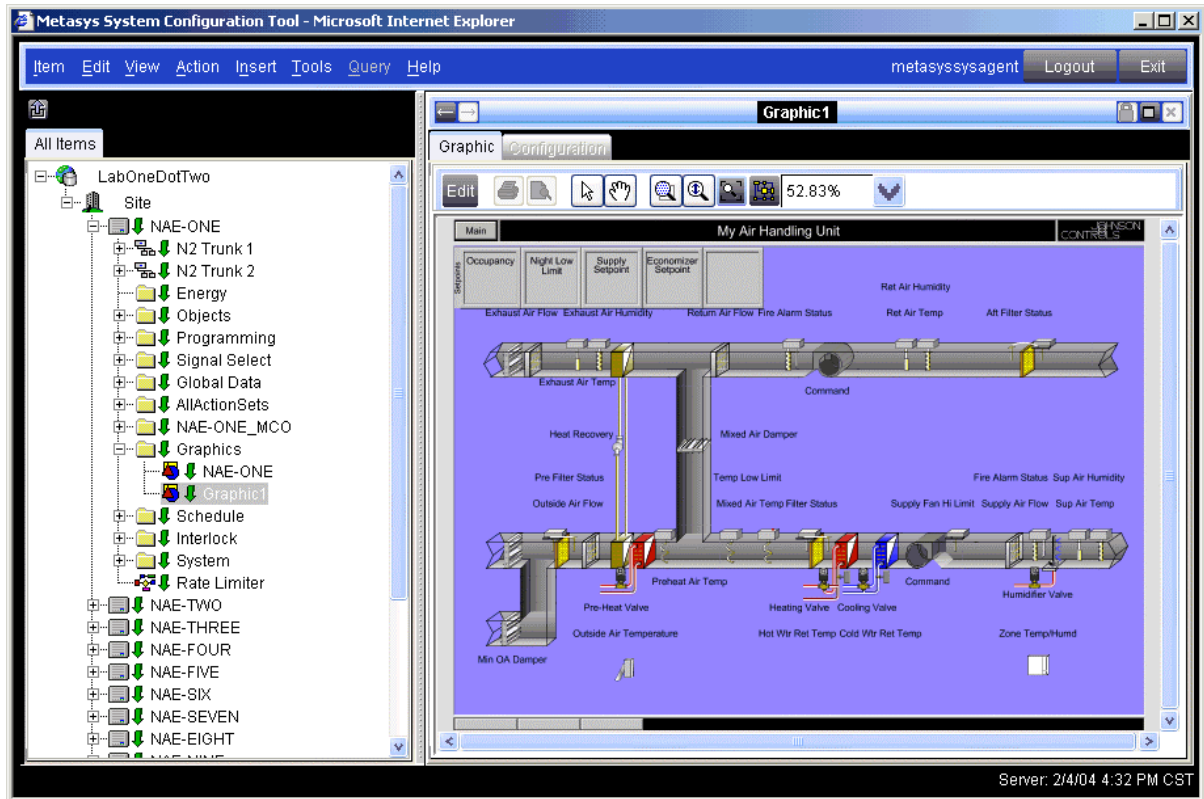 Metasys System Configuration Tool - Microsoft Internet Explorer
Item Edit View Action Insert Tools Query Help
metasyssysagent Logout Exit
All Items
LabOneDotTwo
Site
NAE-ONE
N2 Trunk 1
N2 Trunk 2
Energy
Objects
Programming
Signal Select
Global Data
AllActionSets
NAE-ONE_MCO
Graphics
NAE-ONE
Graphic1
Schedule
Interlock
System
Rate Limiter
NAE-TWO
NAE-THREE
NAE-FOUR
NAE-FIVE
NAE-SIX
NAE-SEVEN
NAE-EIGHT
Graphic1
Graphic Configuration
Edit 52.83%
Main My Air Handling Unit JOHNSON
CONTROLS
Setpoints
Occupancy
Night Low
Limit
Supply
Setpoint
Economizer
Setpoint
Ret Air Humidity
Exhaust Air Flow Exhaust Air Humidity Return Air Flow Fire Alarm Status Ret Air Temp Aft Filter Status
Exhaust Air Temp
Command
Heat Recovery Mixed Air Damper
Pre Filter Status Temp Low Limit Fire Alarm Status Sup Air Humidity
Outside Air Flow Mixed Air Temp Filter Status Supply Fan Hi Limit Supply Air Flow Sup Air Temp
Preheat Air Temp Command
Humidifier Valve
Pre-Heat Valve Heating Valve Cooling Valve
Outside Air Temperature Hot Wtr Ret Temp Cold Wtr Ret Temp Zone Temp/Humd
Min OA Damper
Server: 2/4/04 4:32 PM CST